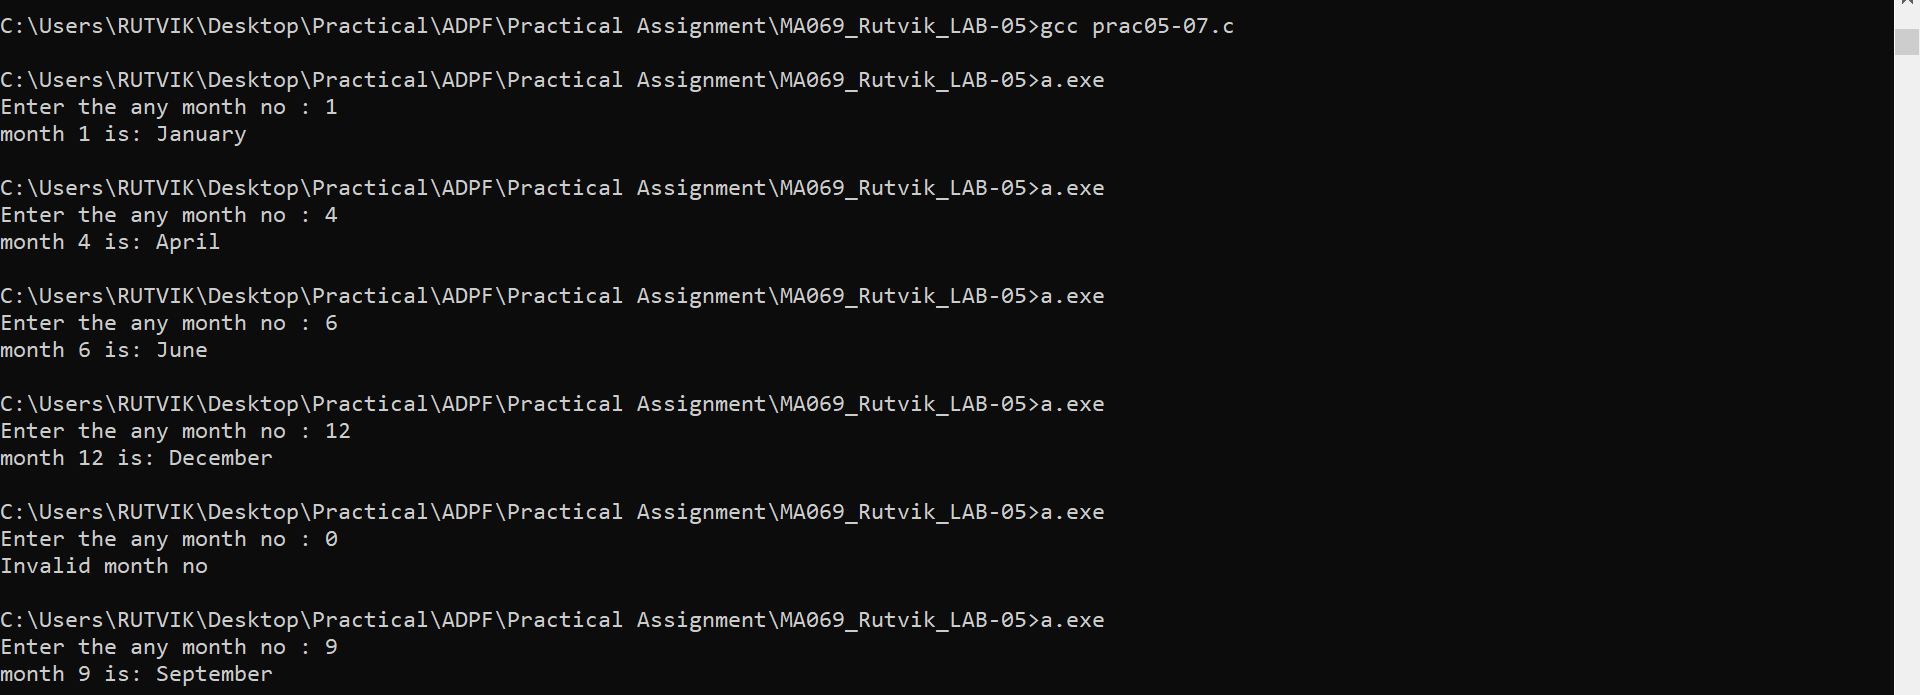 C:\Users\RUTVIK\Desktop\Practical\ADPF\Practical Assignment\MA069_Rutvik_LAB-05>gcc prac05-07.c
C:\Users\RUTVIK\Desktop\Practical\ADPF\Practical Assignment\MA069_Rutvik_LAB-05>a.exe
Enter the any month no : 1
month 1 is: January
C:\Users\RUTVIK\Desktop\Practical\ADPF\Practical Assignment\MA069_Rutvik_LAB-05>a.exe
Enter the any month no : 4
month 4 is: April
C:\Users\RUTVIK\Desktop\Practical\ADPF\Practical Assignment\MA069_Rutvik_LAB-05>a.exe
Enter the any month no : 6
month 6 is: June
C:\Users\RUTVIK\Desktop\Practical\ADPF\Practical Assignment\MA069_Rutvik_LAB-05>a.exe
Enter the any month no : 12
month 12 is: December
C:\Users\RUTVIK\Desktop\Practical\ADPF\Practical Assignment\MA069_Rutvik_LAB-05>a.exe
Enter the any month no : 0
Invalid month no
C:\Users\RUTVIK\Desktop\Practical\ADPF\Practical Assignment\MA069_Rutvik_LAB-05>a.exe
Enter the any month no : 9
month 9 is: September